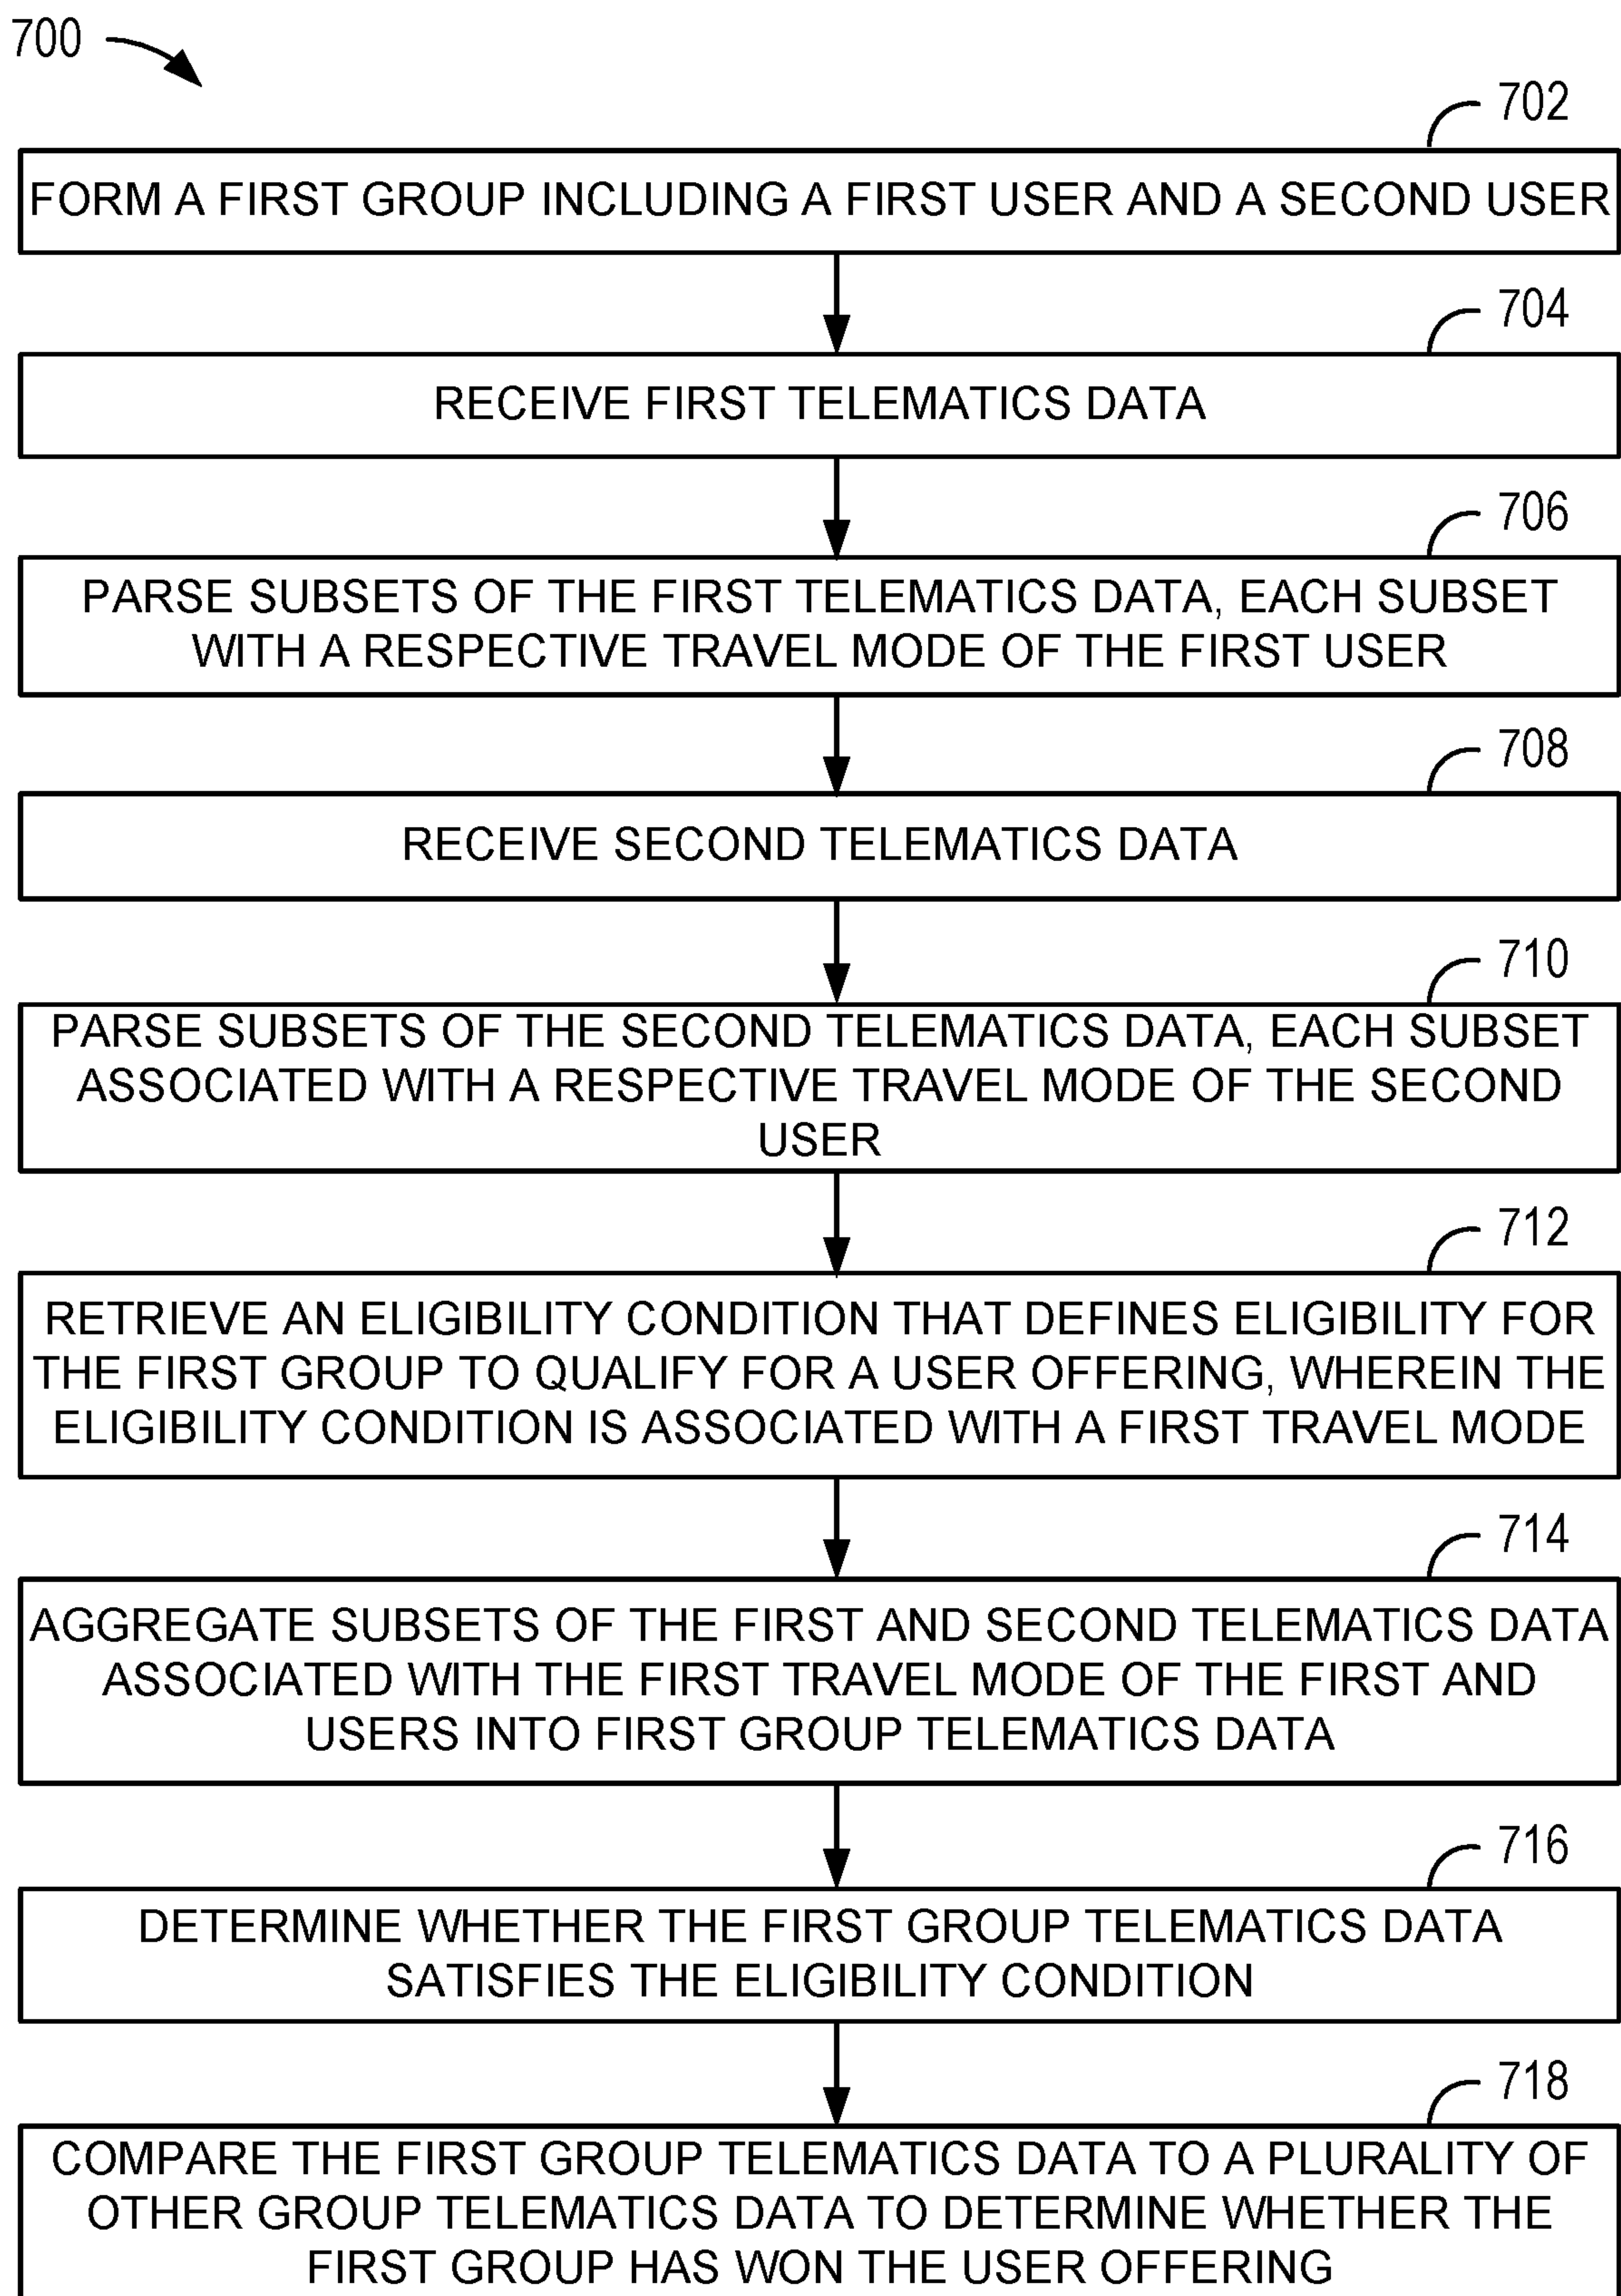 700
702
FORM A FIRST GROUP INCLUDING A FIRST USER AND A SECOND USER
704
RECEIVE FIRST TELEMATICS DATA
706
PARSE SUBSETS OF THE FIRST TELEMATICS DATA, EACH SUBSET
WITH A RESPECTIVE TRAVEL MODE OF THE FIRST USER
708
RECEIVE SECOND TELEMATICS DATA
710
PARSE SUBSETS OF THE SECOND TELEMATICS DATA, EACH SUBSET
ASSOCIATED WITH A RESPECTIVE TRAVEL MODE OF THE SECOND
USER
712
RETRIEVE AN ELIGIBILITY CONDITION THAT DEFINES ELIGIBILITY FOR
THE FIRST GROUP TO QUALIFY FOR A USER OFFERING, WHEREIN THE
ELIGIBILITY CONDITION IS ASSOCIATED WITH A FIRST TRAVEL MODE
714
AGGREGATE SUBSETS OF THE FIRST AND SECOND TELEMATICS DATA
ASSOCIATED WITH THE FIRST TRAVEL MODE OF THE FIRST AND
USERS INTO FIRST GROUP TELEMATICS DATA
716
DETERMINE WHETHER THE FIRST GROUP TELEMATICS DATA
SATISFIES THE ELIGIBILITY CONDITION
718
COMPARE THE FIRST GROUP TELEMATICS DATA TO A PLURALITY OF
OTHER GROUP TELEMATICS DATA TO DETERMINE WHETHER THE
FIRST GROUP HAS WON THE USER OFFERING